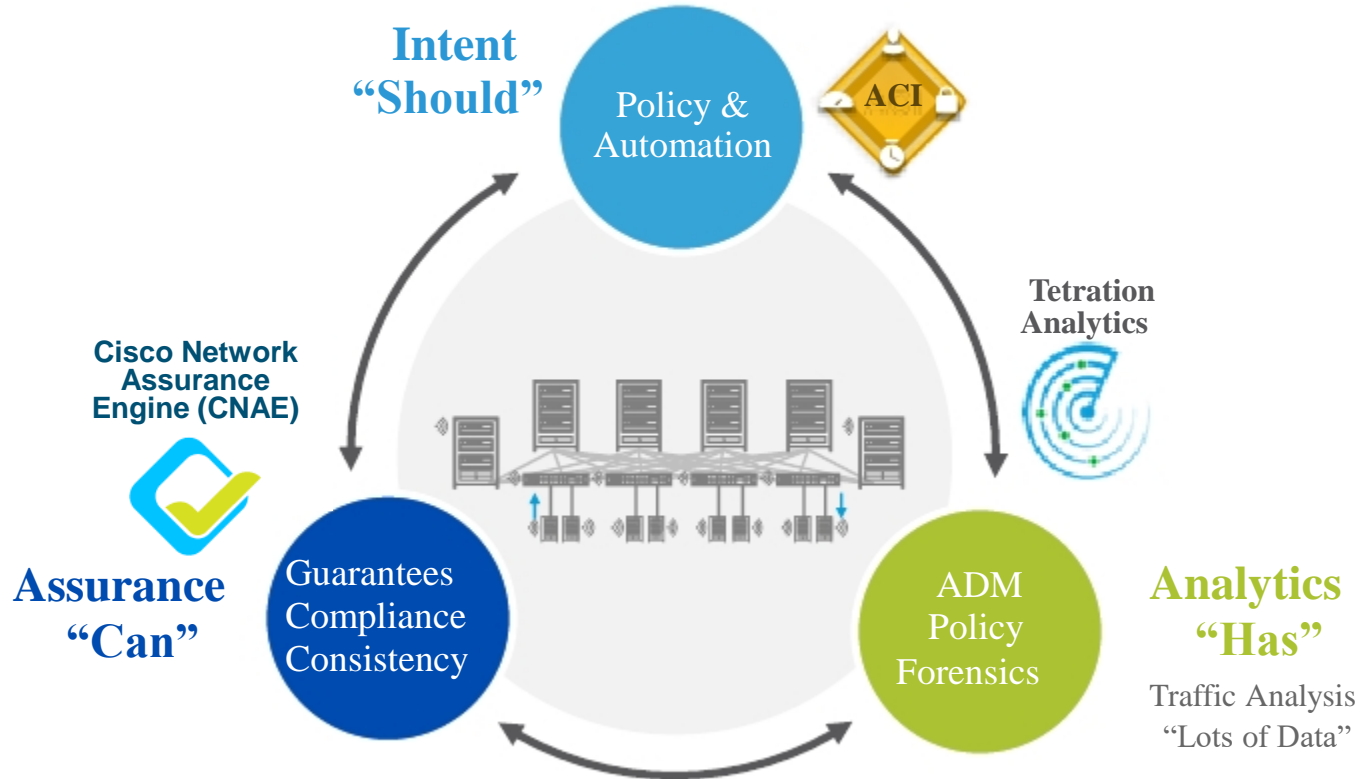 Intent
“Should”
Policy &
Automation
ACI
Tetration
Analytics
Cisco Network
Assurance
Engine (CNAE)
Assurance
“Can”
Guarantees
Compliance
Consistency
ADM
Policy
Forensics
Analytics
“Has”
Traffic Analysis
“Lots of Data”